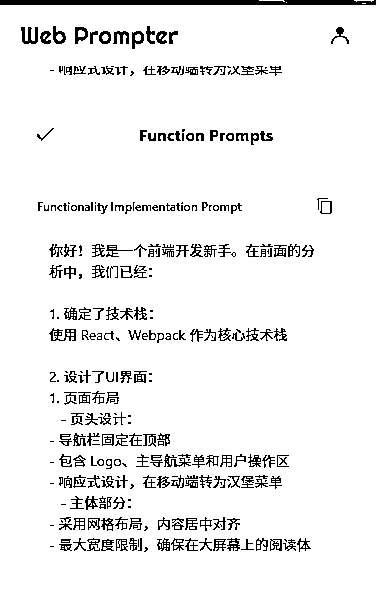 Web Prompter
- 响应式设计，在移动端转为汉堡菜单
Function Prompts
Functionality Implementation Prompt
你好！我是一个前端开发新手。在前面的分
析中，我们已经：
1. 确定了技术栈：
使用 React、Webpack 作为核心技术栈
2. 设计了UI界面：
1. 页面布局
- 页头设计：
- 导航栏固定在顶部
- 包含 Logo、主导航菜单和用户操作区
- 响应式设计，在移动端转为汉堡菜单
- 主体部分：
- 采用网格布局，内容居中对齐
- 最大宽度限制，确保在大屏幕上的阅读体